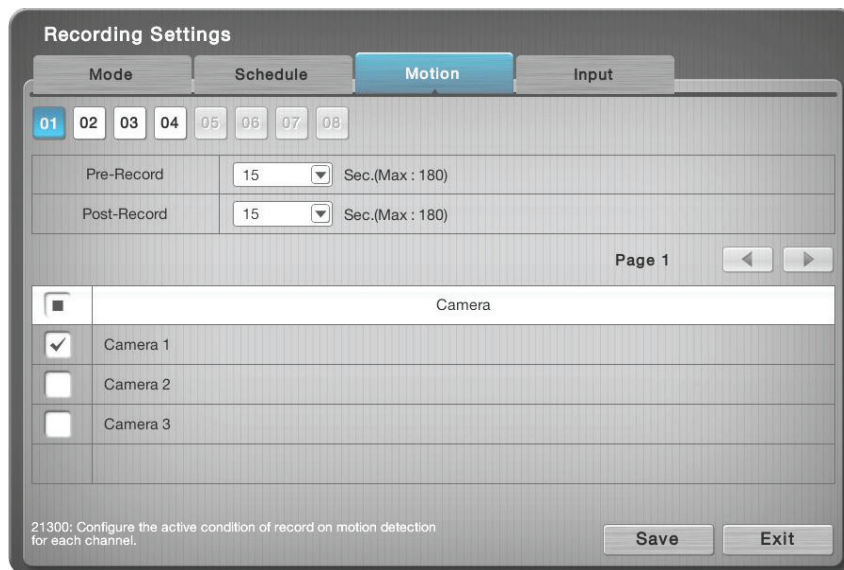 Recording Settings
Mode Schedule Motion Input
01 02 03 04 05 06 07 08
Pre-Record 15 Sec.(Max : 180)
Post-Record 15 Sec.(Max : 180)
Page 1
Camera
Camera 1
Camera 2
Camera 3
21300: Configure the active condition of record on motion detection
for each channel.
Save Exit